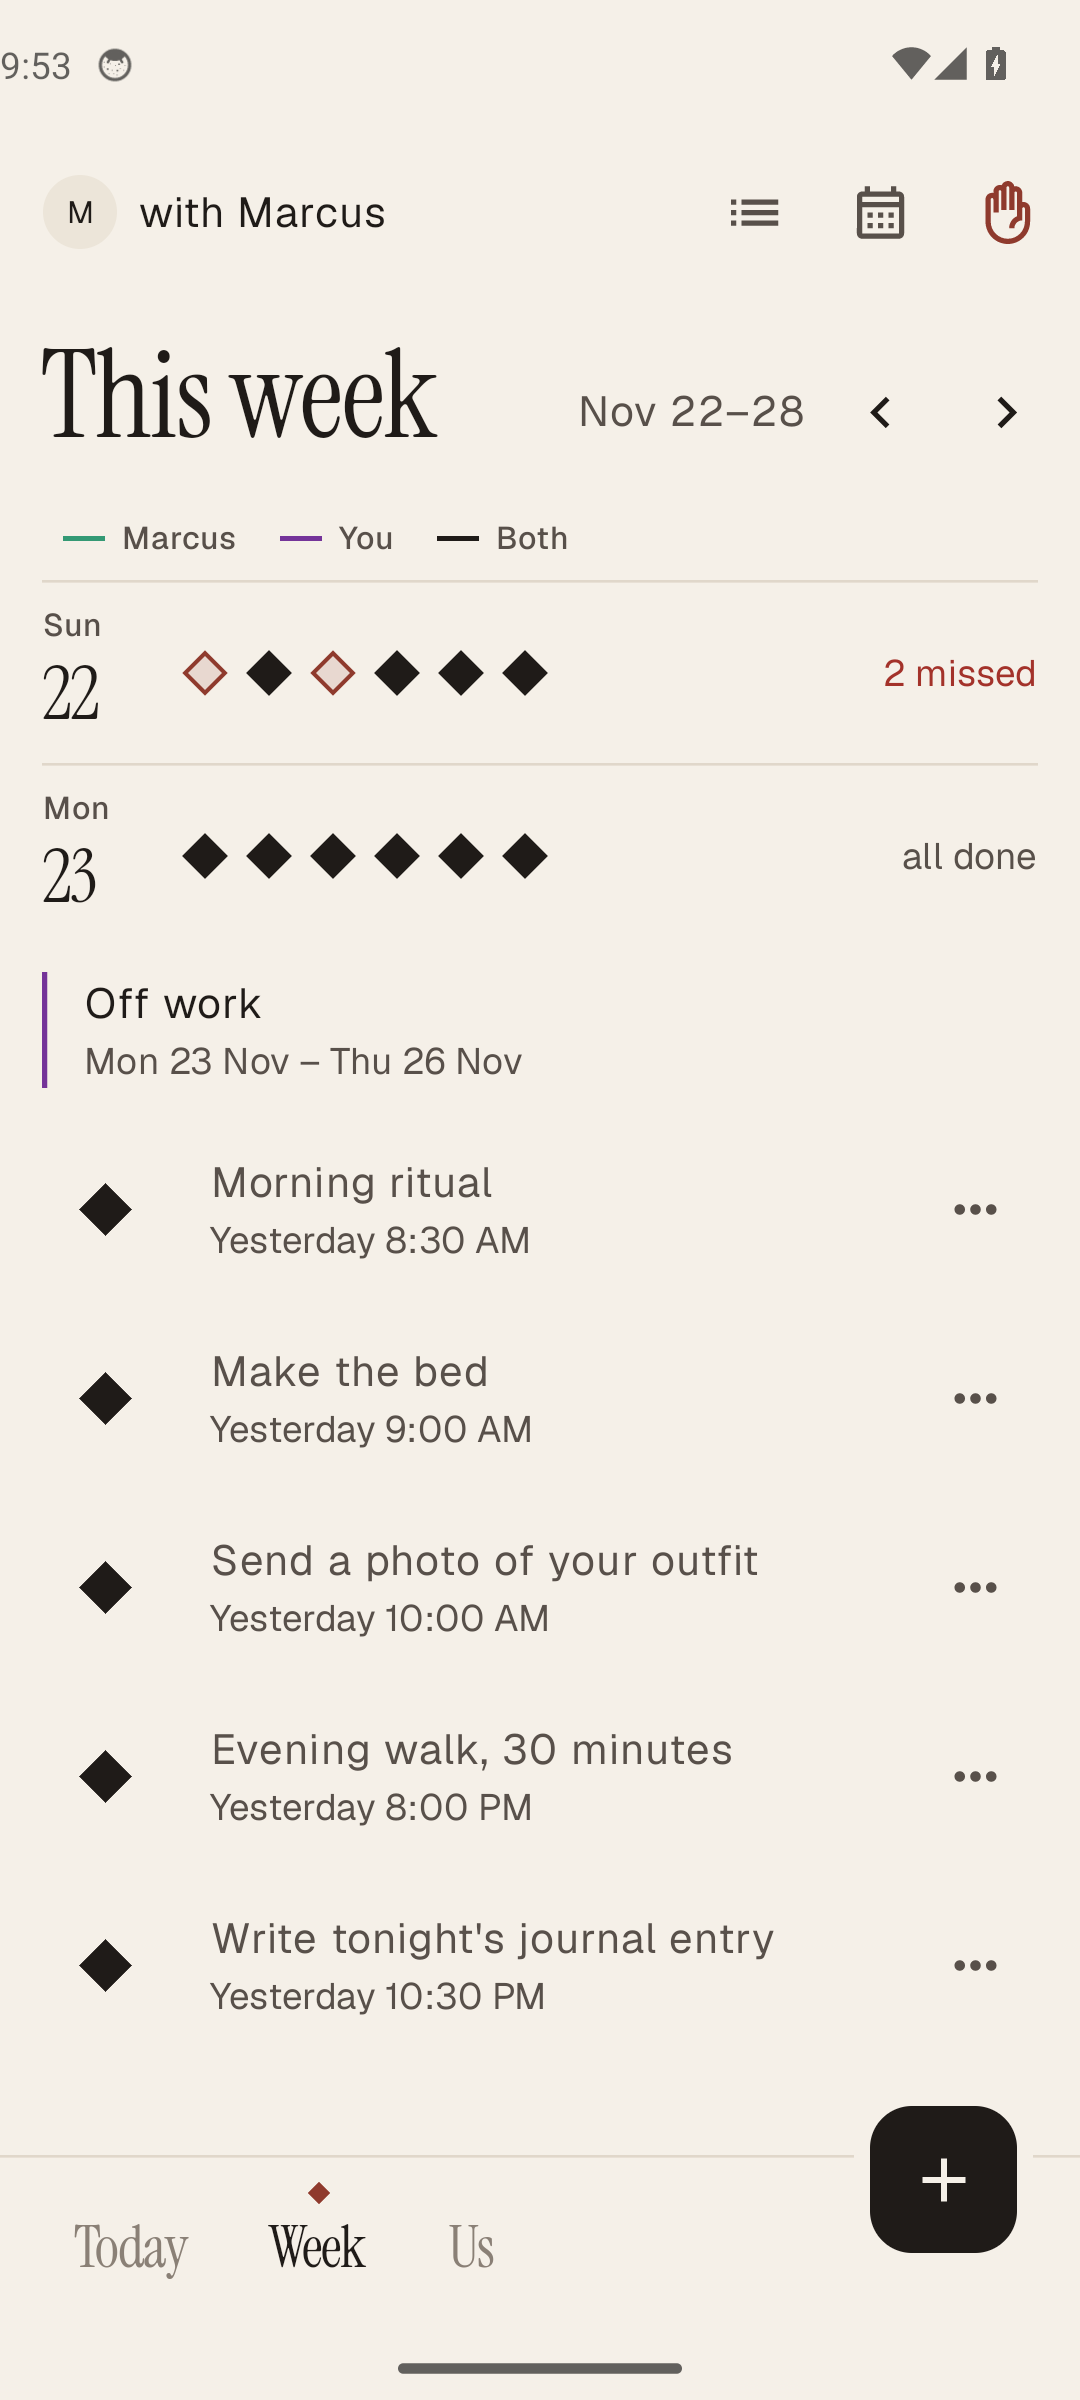 9:53
M with Marcus
This week
Nov 22–28
Marcus You Both
Sun
22
2 missed
Mon
23
all done
Off work
Mon 23 Nov – Thu 26 Nov
Morning ritual
Yesterday 8:30 AM
Make the bed
Yesterday 9:00 AM
Send a photo of your outfit
Yesterday 10:00 AM
Evening walk, 30 minutes
Yesterday 8:00 PM
Write tonight's journal entry
Yesterday 10:30 PM
Today Week Us